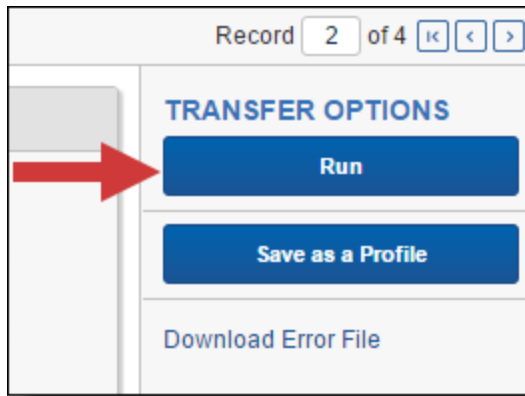 Record 2 of 4
TRANSFER OPTIONS
Run
Save as a Profile
Download Error File